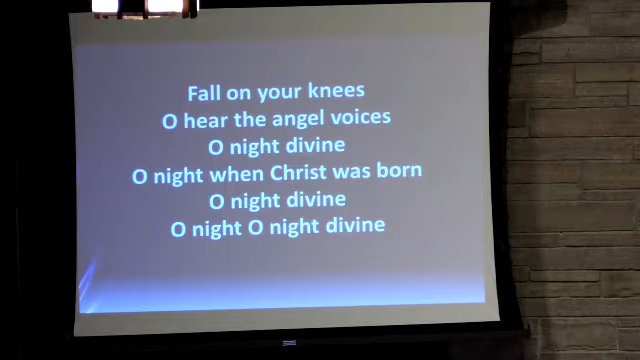 Fall on your knees
O hear the angel voices
O night divine
O night when Christ was born
O night divine
O night O night divine